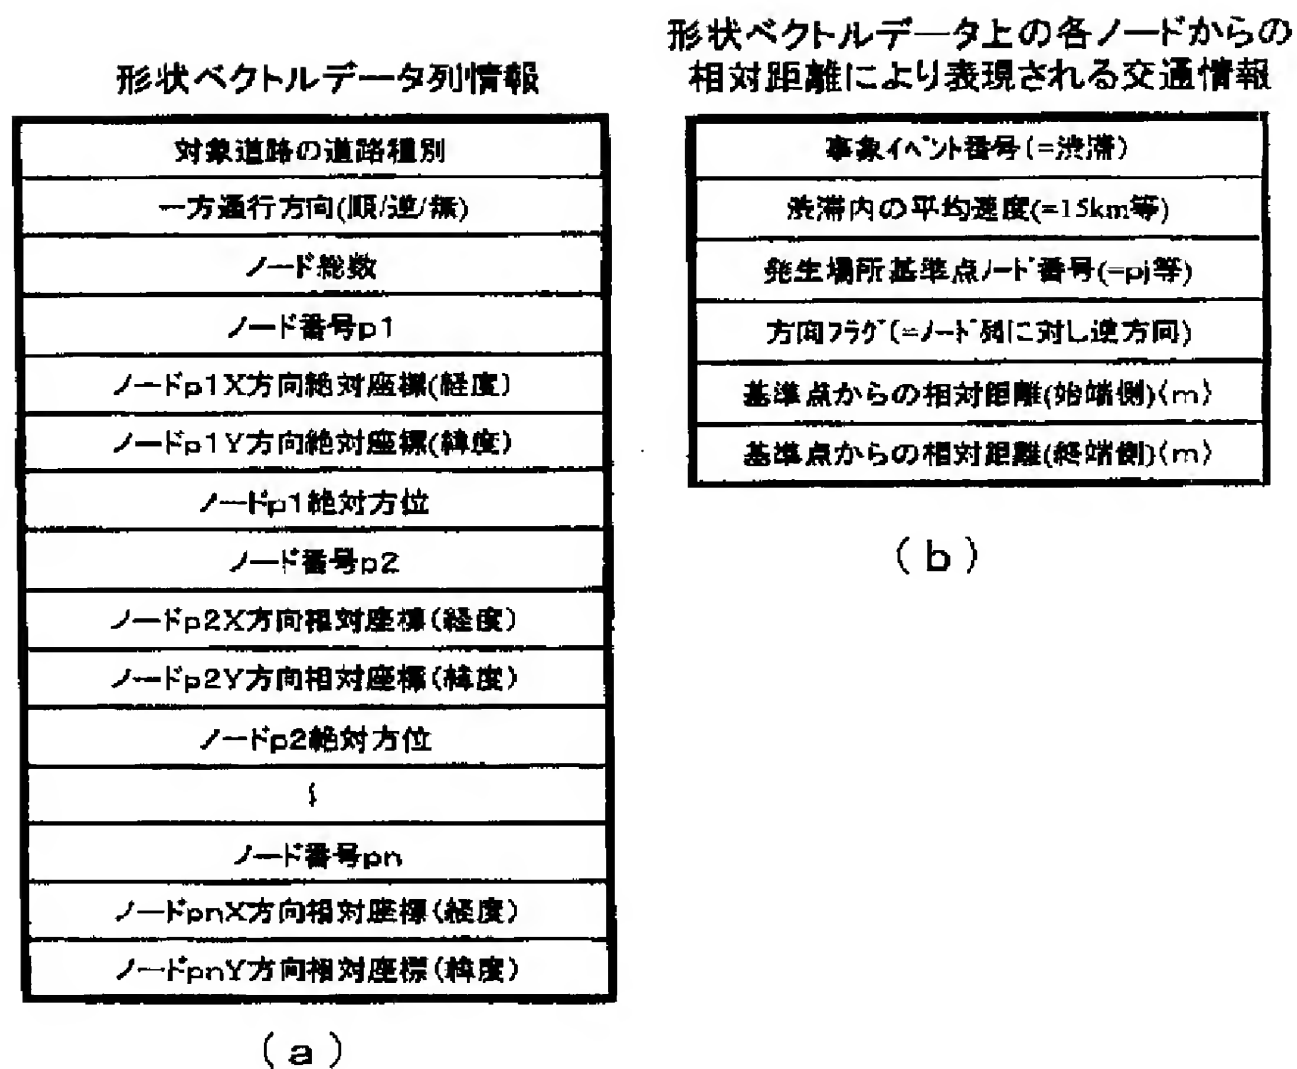 形状ベクトルデータ列情報
対象道路の道路種別
一方通行方向(順/逆/無)
ノード総数
ノード番号p1
ノードp1X方向絶対座標(経度)
ノードp1Y方向絶対座標(緯度)
ノードp1絶対方位
ノード番号p2
ノードp2X方向相対座標(経度)
ノードp2Y方向相対座標(緯度)
ノードp2絶対方位
≀
ノード番号pn
ノードpnX方向相対座標(経度)
ノードpnY方向相対座標(緯度)
(a)
形状ベクトルデータ上の各ノードからの
相対距離により表現される交通情報
事象イベント番号(=渋滞)
渋滞内の平均速度(=15km等)
発生場所基準点ノード番号(=pj等)
方向フラグ(=ノード列に対し逆方向)
基準点からの相対距離(始端側)(m)
基準点からの相対距離(終端側)(m)
(b)